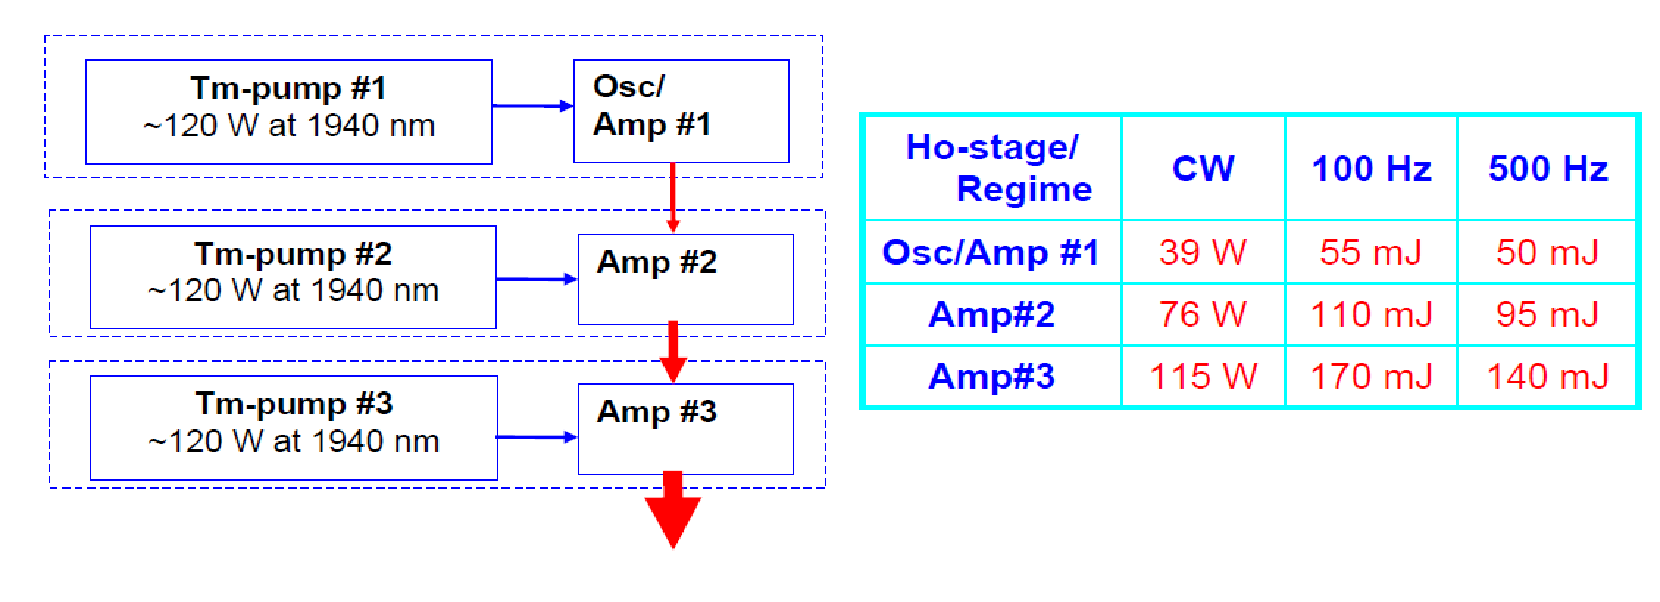 Tm-pump #1
~120 W at 1940 nm
Osc/
Amp #1
Tm-pump #2
~120 W at 1940 nm
Amp #2
Tm-pump #3
~120 W at 1940 nm
Amp #3
Ho-stage/
Regime
CW
100 Hz
500 Hz
Osc/Amp #1
39 W
55 mJ
50 mJ
Amp#2
76 W
110 mJ
95 mJ
Amp#3
115 W
170 mJ
140 mJ